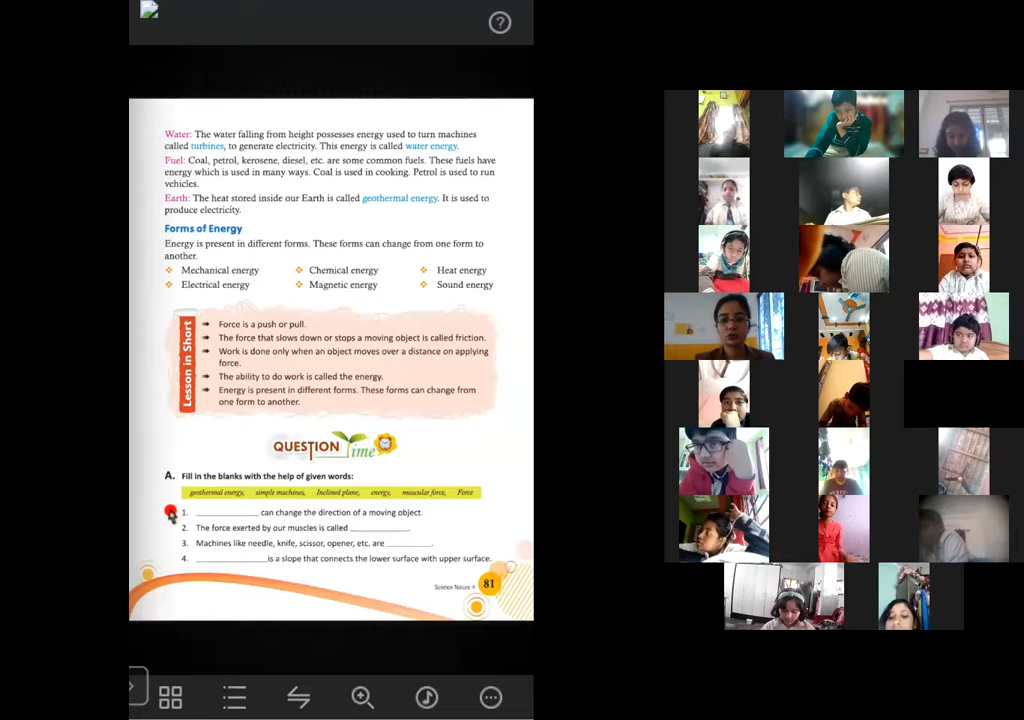 Water: The water falling from height possesses energy used to turn machines
called turbines, to generate electricity. This energy is called water energy.
Fuel: Coal, petrol, kerosene, diesel, etc. are some common fuels. These fuels have
energy which is used in many ways. Coal is used in cooking. Petrol is used to run
vehicles.
Earth: The heat stored inside our Earth is called geothermal energy. It is used to
produce electricity.
Forms of Energy
Energy is present in different forms. These forms can change from one form to
another.
Mechanical energy Chemical energy Heat energy
Electrical energy Magnetic energy Sound energy
Lesson in Short
Force is a push or pull.
The force that slows down or stops a moving object is called friction.
Work is done only when an object moves over a distance on applying
force.
The ability to do work is called the energy.
Energy is present in different forms. These forms can change from
one form to another.
QUESTION Time
A. Fill in the blanks with the help of given words:
geothermal energy, simple machines, Inclined plane, energy, muscular force, Force
1. ____________ can change the direction of a moving object.
2. The force exerted by our muscles is called ____________.
3. Machines like needle, knife, scissor, opener, etc. are _________.
4. ______________is a slope that connects the lower surface with upper surface.
Science Nature-4 81